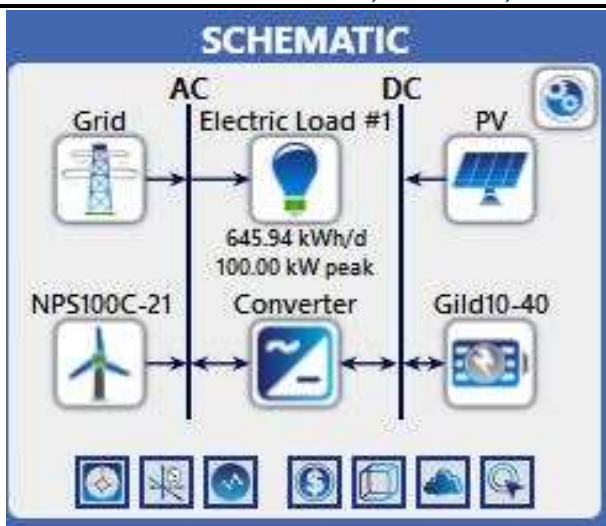 SCHEMATIC
AC DC
Grid Electric Load #1 PV
645.94 kWh/d
100.00 kW peak
NPS100C-21 Converter Gild10-40